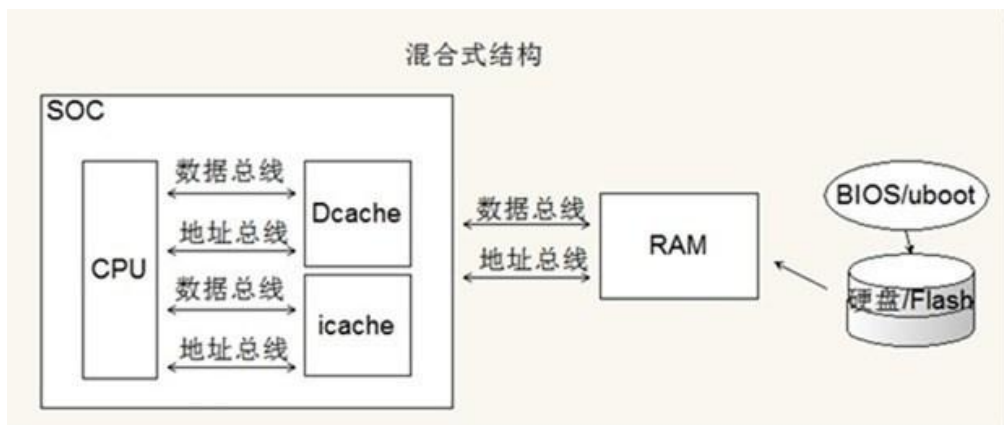 混合式结构
SOC
CPU
数据总线
地址总线
数据总线
地址总线
Dcache
icache
数据总线
地址总线
RAM
BIOS/uboot
硬盘/Flash